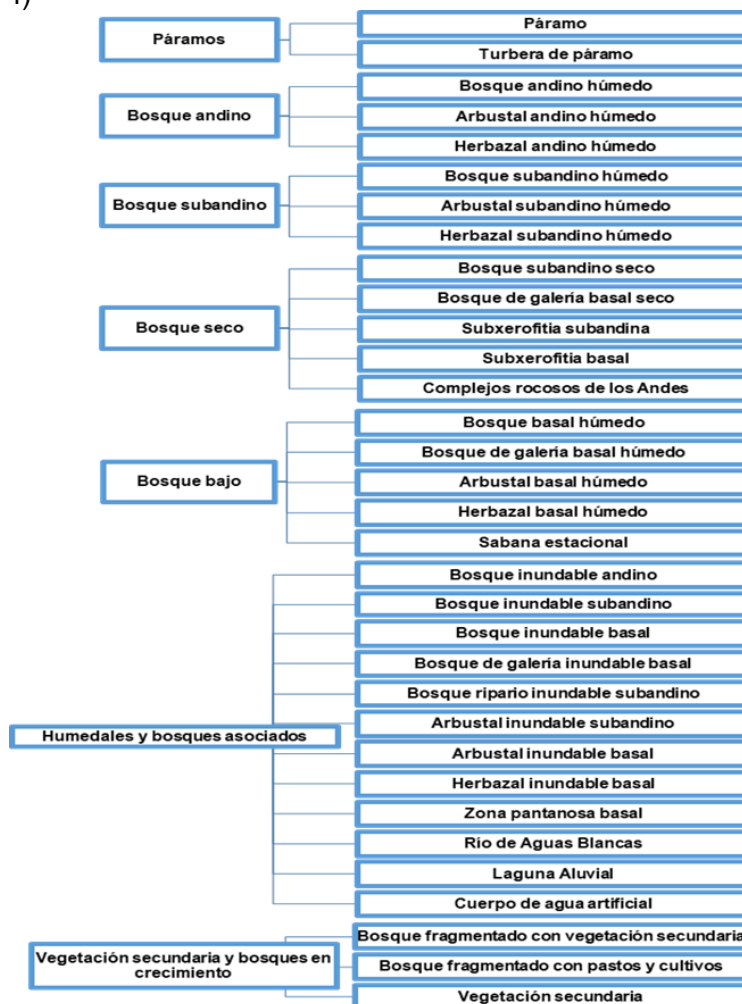 Páramos
Páramo
Turbera de páramo
Bosque andino
Bosque andino húmedo
Arbustal andino húmedo
Herbazal andino húmedo
Bosque subandino
Bosque subandino húmedo
Arbustal subandino húmedo
Herbazal subandino húmedo
Bosque seco
Bosque subandino seco
Bosque de galería basal seco
Subxerofitia subandina
Subxerofitia basal
Complejos rocosos de los Andes
Bosque bajo
Bosque basal húmedo
Bosque de galería basal húmedo
Arbustal basal húmedo
Herbazal basal húmedo
Sabana estacional
Humedales y bosques asociados
Bosque inundable andino
Bosque inundable subandino
Bosque inundable basal
Bosque de galería inundable basal
Bosque ripario inundable subandino
Arbustal inundable subandino
Arbustal inundable basal
Herbazal inundable basal
Zona pantanosa basal
Río de Aguas Blancas
Laguna Aluvial
Cuerpo de agua artificial
Vegetación secundaria y bosques en
crecimiento
Bosque fragmentado con vegetación secundaria
Bosque fragmentado con pastos y cultivos
Vegetación secundaria